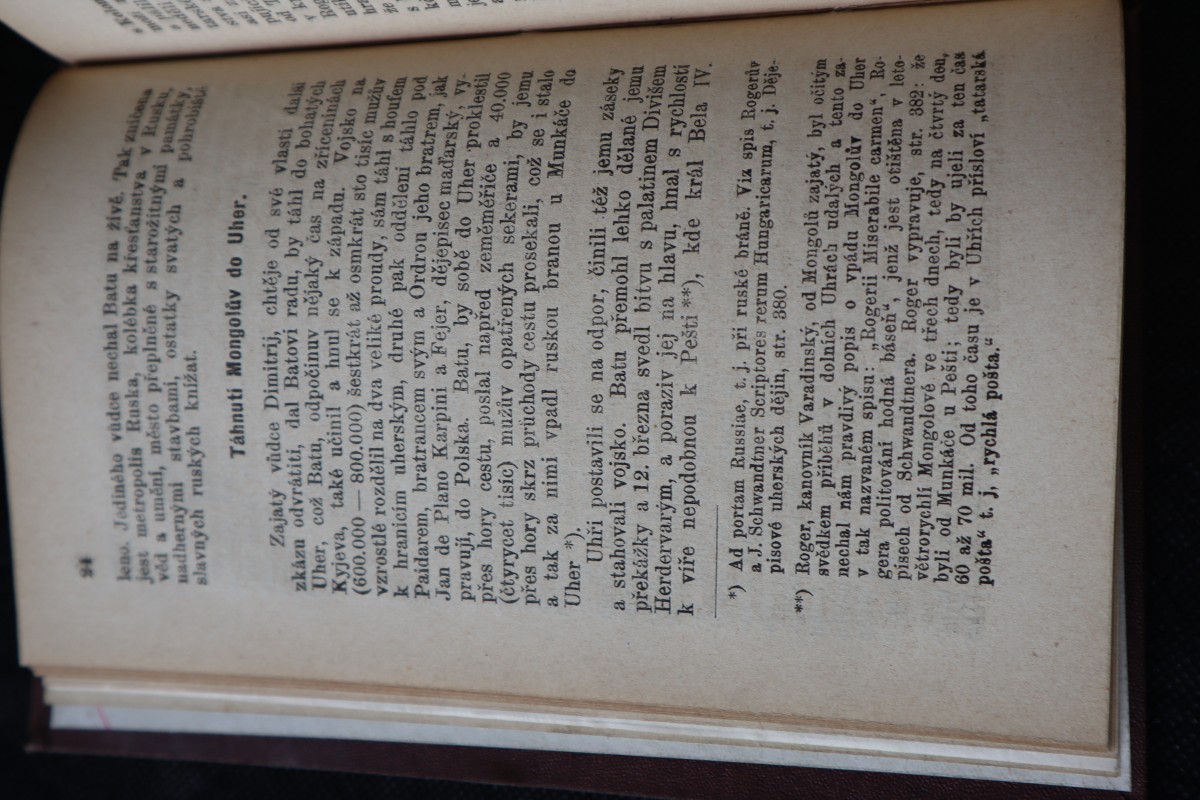 24
leno. Jediného vůdce nechal Batu na živě. Tak zničena
jest metropolis Ruska, kolébka křesťanstva v Rusku,
věd a umění, město přeplněné s starožitnými památky,
nadhernými stavbami, ostatky svatých a pohrobiště
slavných ruských knížat.
Táhnutí Mongolův do Uher.
Zajatý vůdce Dimitrij, chtěje od své vlasti další
zkázu odvrátiti, dal Batovi radu, by táhl do bohatých
Uher, což Batu, odpočinuv nějaký čas na zříceninách
Kyjeva, také učinil a hnul se k západu. Vojsko na
(600.000 — 800.000) šestkrát až osmkrát sto tisíc mužův
vzrostlé rozdělil na dva veliké proudy, sám táhl s houfem
k hranicím uherským, druhé pak oddělení táhlo pod
Paidarem, bratrancem svým a Ordrou jeho bratrem, jak
Jan de Plano Karpini a Fejer, dějepisec maďarský, vy-
pravují, do Polska. Batu, by sobě do Uher proklestil
přes hory cestu, poslal napřed zeměměřiče a 40,000
(čtyrycet tisíc) mužův opatřených sekerami, by jemu
přes hory skrz průchody cestu prosekali, což se i stalo
a tak za nimi vpadl ruskou branou u Munkáče do
Uher *).
Uhři postavili se na odpor, činili též jemu záseky
a stahovali vojsko. Batu přemohl lehko dělané jemu
překážky a 12. března svedl bitvu s palatinem Divišem
Herdervarým, a poraziv jej na hlavu, hnal s rychlostí
k víře nepodobnou k Pešti **), kde král Bela IV.
*) Ad portam Russiae, t. j. při ruské bráně. Viz spis Rogerův
a J. Schwandtner Scriptores rerum Hungaricarum, t. j. Děje-
pisové uherských dějin, str. 380.
**) Roger, kanovník Varadinský, od Mongolů zajatý, byl očitým
svědkem příběhů v dolních Uhrách udalých a tento za-
nechal nám pravdivý popis o vpádu Mongolův do Uher
v tak nazvaném spisu: „Rogerii Miserabile carmen“, Ro-
gera politování hodná báseň“, jenž jest otištěna v leto-
pisech od Schwandtnera. Roger vypravuje, str. 382: že
větrorychlí Mongolové ve třech dnech, tedy na čtvrtý den,
byli od Munkáce u Pešti; tedy byli by ujeli za ten čas
60 až 70 mil. Od toho času je v Uhřích přísloví „tatarská
pošta“ t. j. „rychlá pošta.“